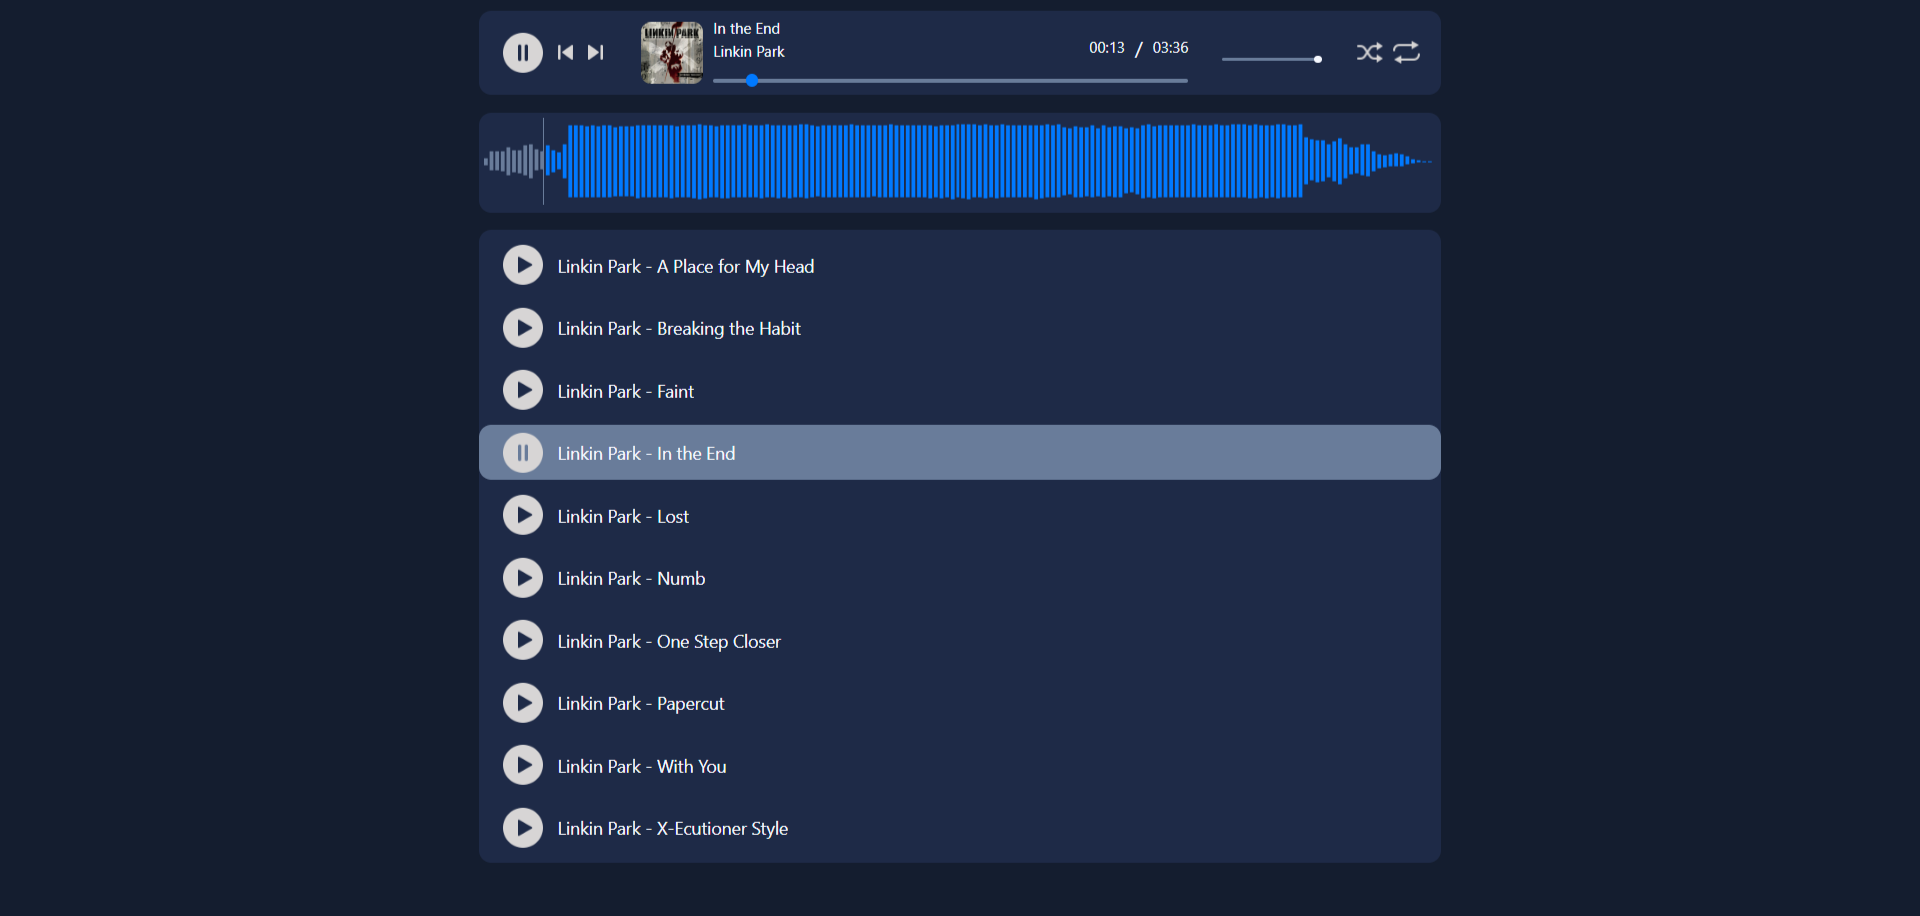 In the End
Linkin Park
00:13 / 03:36
LINKIN PARK
Linkin Park - A Place for My Head
Linkin Park - Breaking the Habit
Linkin Park - Faint
Linkin Park - In the End
Linkin Park - Lost
Linkin Park - Numb
Linkin Park - One Step Closer
Linkin Park - Papercut
Linkin Park - With You
Linkin Park - X-Ecutioner Style